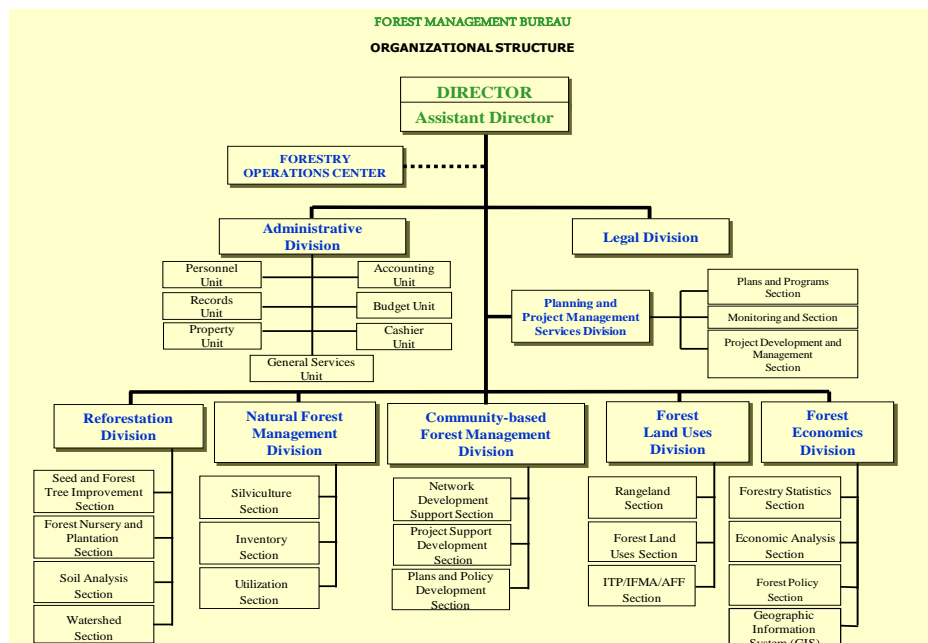 FOREST MANAGEMENT BUREAU
ORGANIZATIONAL STRUCTURE
DIRECTOR
Assistant Director
FORESTRY
OPERATIONS CENTER
Administrative
Division
Legal Division
Personnel
Unit
Accounting
Unit
Records
Unit
Budget Unit
Property
Unit
Cashier
Unit
General Services
Unit
Planning and
Project Management
Services Division
Plans and Programs
Section
Monitoring and Section
Project Development and
Management
Section
Reforestation
Division
Seed and Forest
Tree Improvement
Section
Forest Nursery and
Plantation
Section
Soil Analysis
Section
Watershed
Section
Natural Forest
Management
Division
Silviculture
Section
Inventory
Section
Utilization
Section
Community-based
Forest Management
Division
Network
Development
Support Section
Project Support
Development
Section
Plans and Policy
Development
Section
Forest
Land Uses
Division
Rangeland
Section
Forest Land
Uses Section
ITP/IFMA/AFF
Section
Forest
Economics
Division
Forestry Statistics
Section
Economic Analysis
Section
Forest Policy
Section
Geographic
Information
System (GIS)